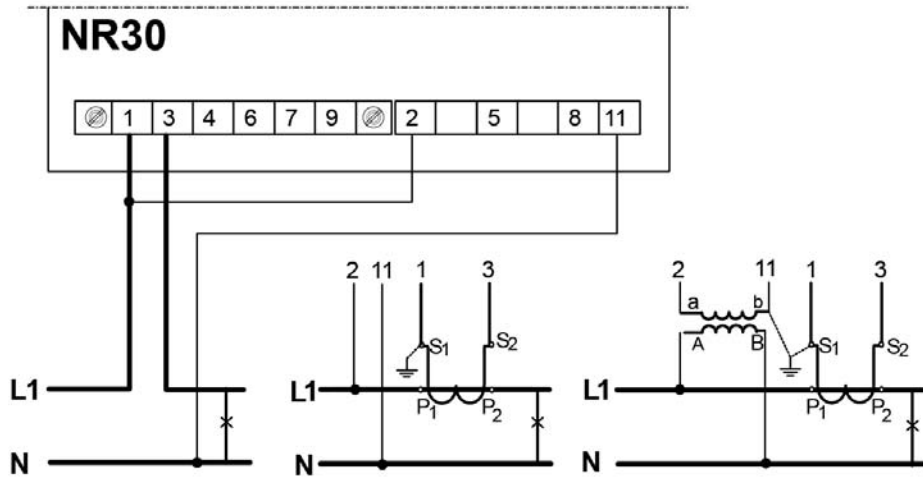 NR30
1 3 4 6 7 9 2 5 8 11
2 11 1 3 2 11 1 3
a b
S1 S2 A B S1 S2
L1 L1 L1
P1 P2 P1 P2
N N N